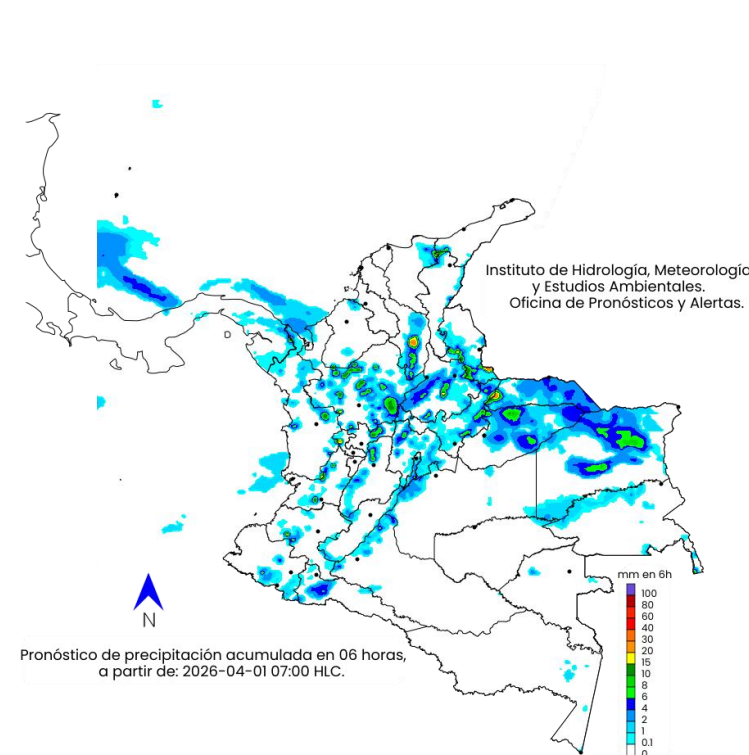 Instituto de Hidrología, Meteorología
y Estudios Ambientales.
Oficina de Pronósticos y Alertas.
D
mm en 6h
100
80
60
40
30
20
15
10
8
6
4
2
1
0.1
0
N
Pronóstico de precipitación acumulada en 06 horas,
a partir de: 2026-04-01 07:00 HLC.